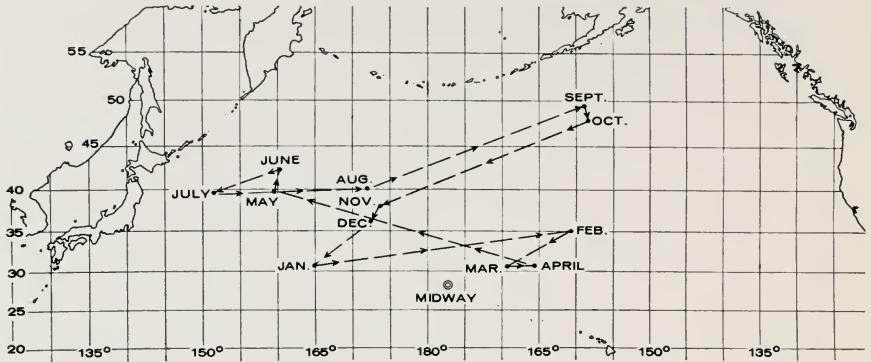 55
50
SEPT.
OCT.
45
JUNE
AUG.
40
JULY
MAY
NOV.
DEC.
35
FEB.
JAN.
MAR.
APRIL
30
MIDWAY
25
20
135°
165°
180°
165°
150°
135°